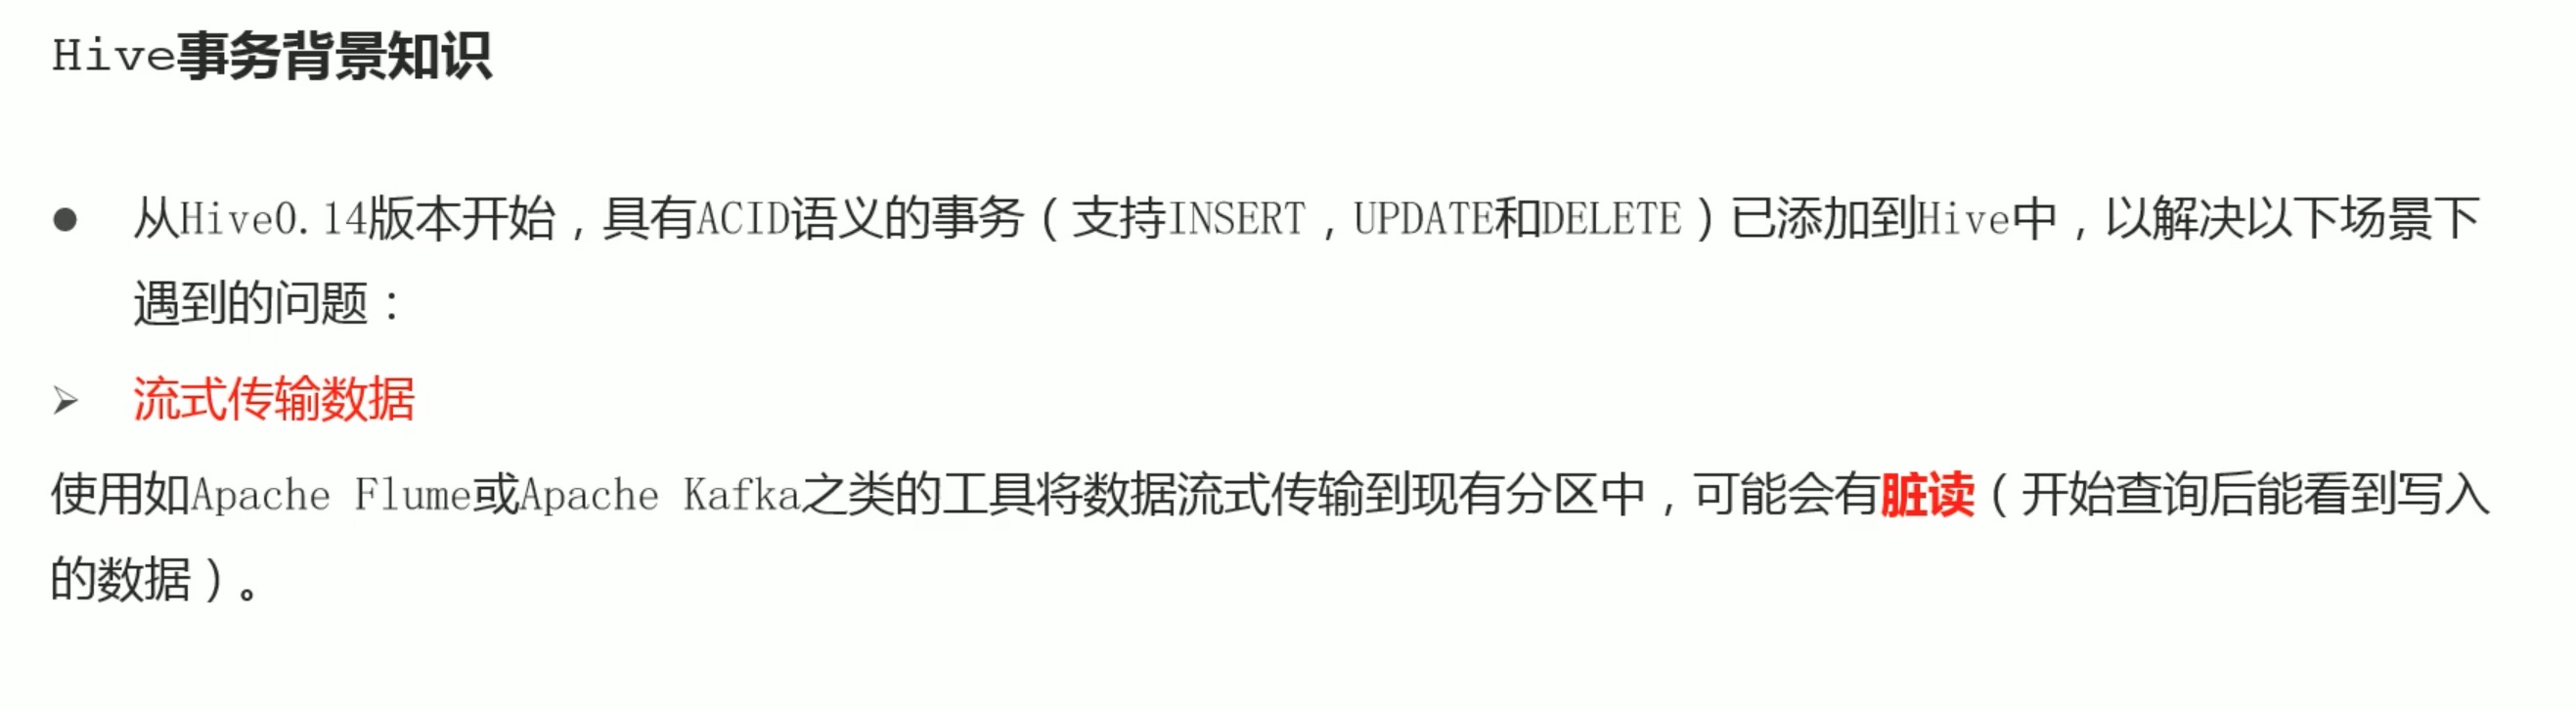 Hive事务背景知识
● 从Hive0.14版本开始，具有ACID语义的事务（支持INSERT，UPDATE和DELETE）已添加到Hive中，以解决以下场景下
遇到的问题：
➢ 流式传输数据
使用如Apache Flume或Apache Kafka之类的工具将数据流式传输到现有分区中，可能会有脏读（开始查询后能看到写入
的数据）。